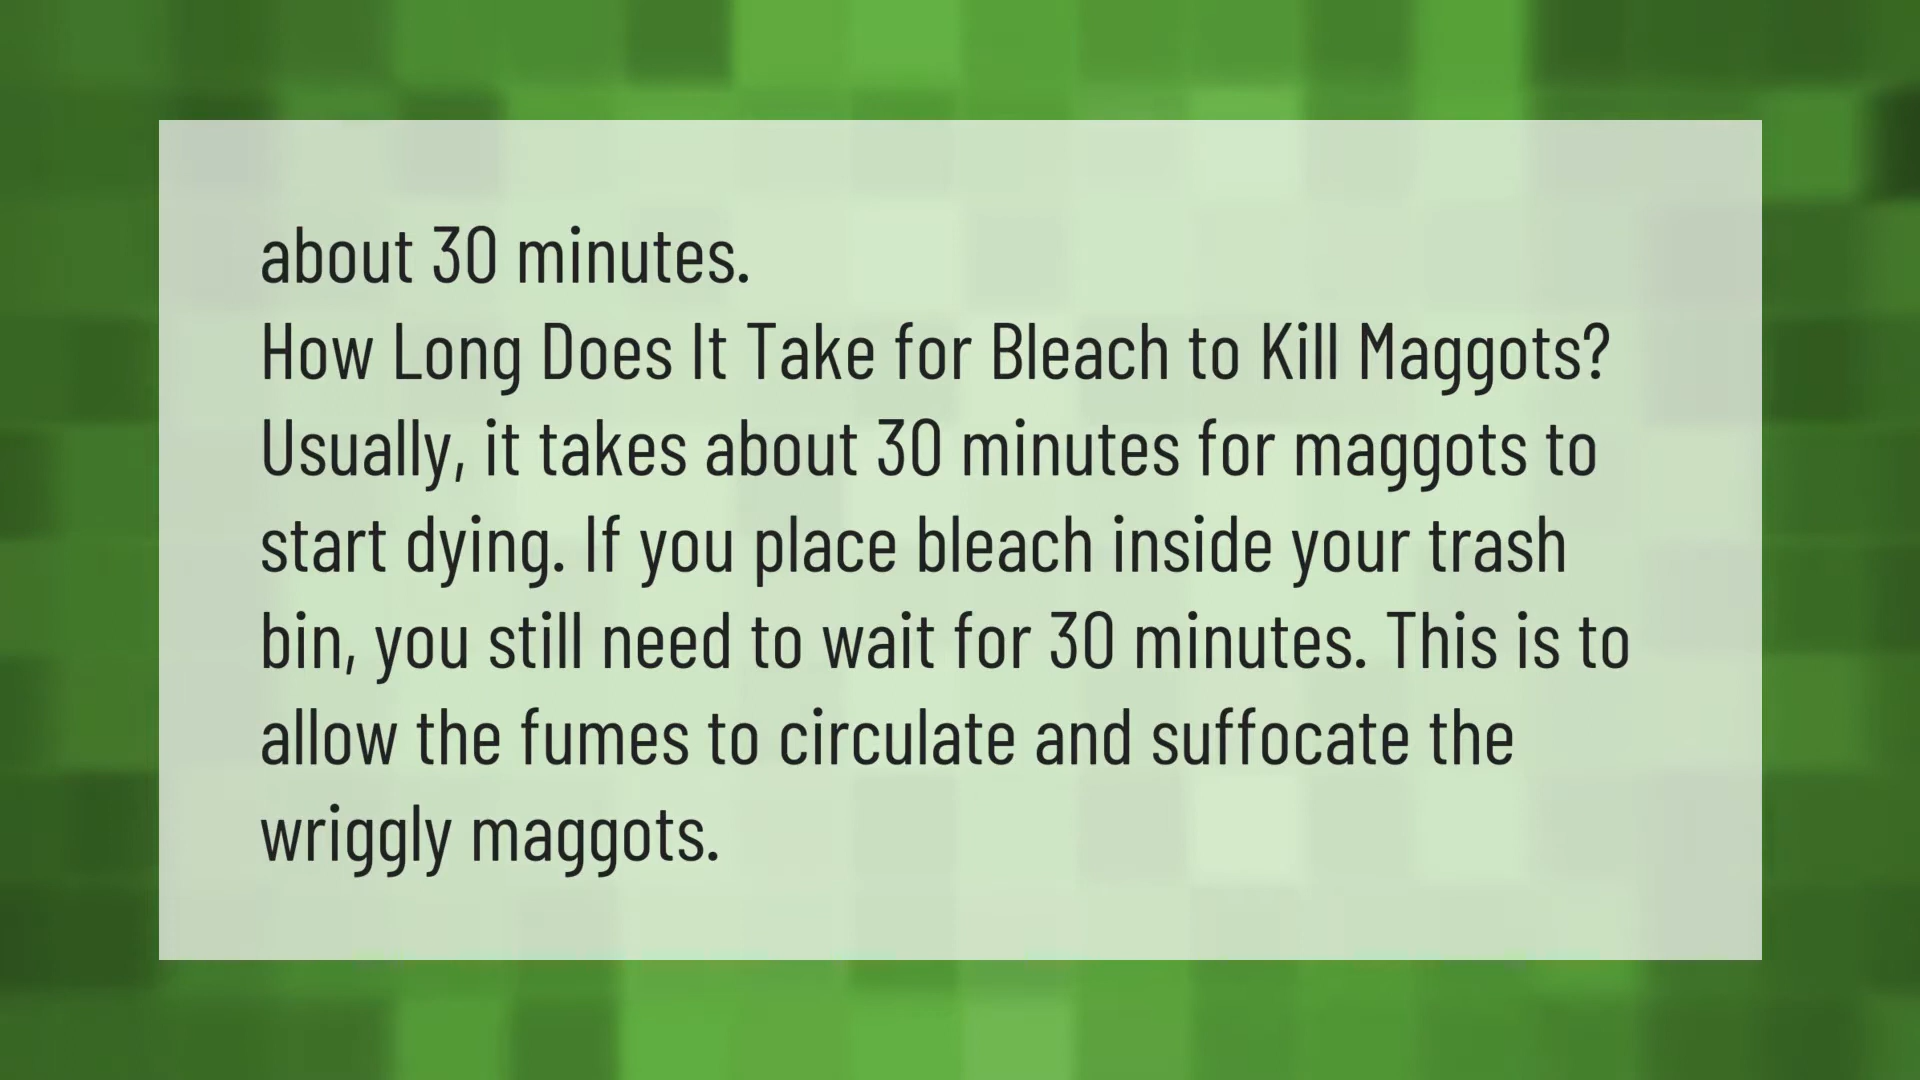 about 30 minutes.
How Long Does It Take for Bleach to Kill Maggots?
Usually, it takes about 30 minutes for maggots to
start dying. If you place bleach inside your trash
bin, you still need to wait for 30 minutes. This is to
allow the fumes to circulate and suffocate the
wriggly maggots.